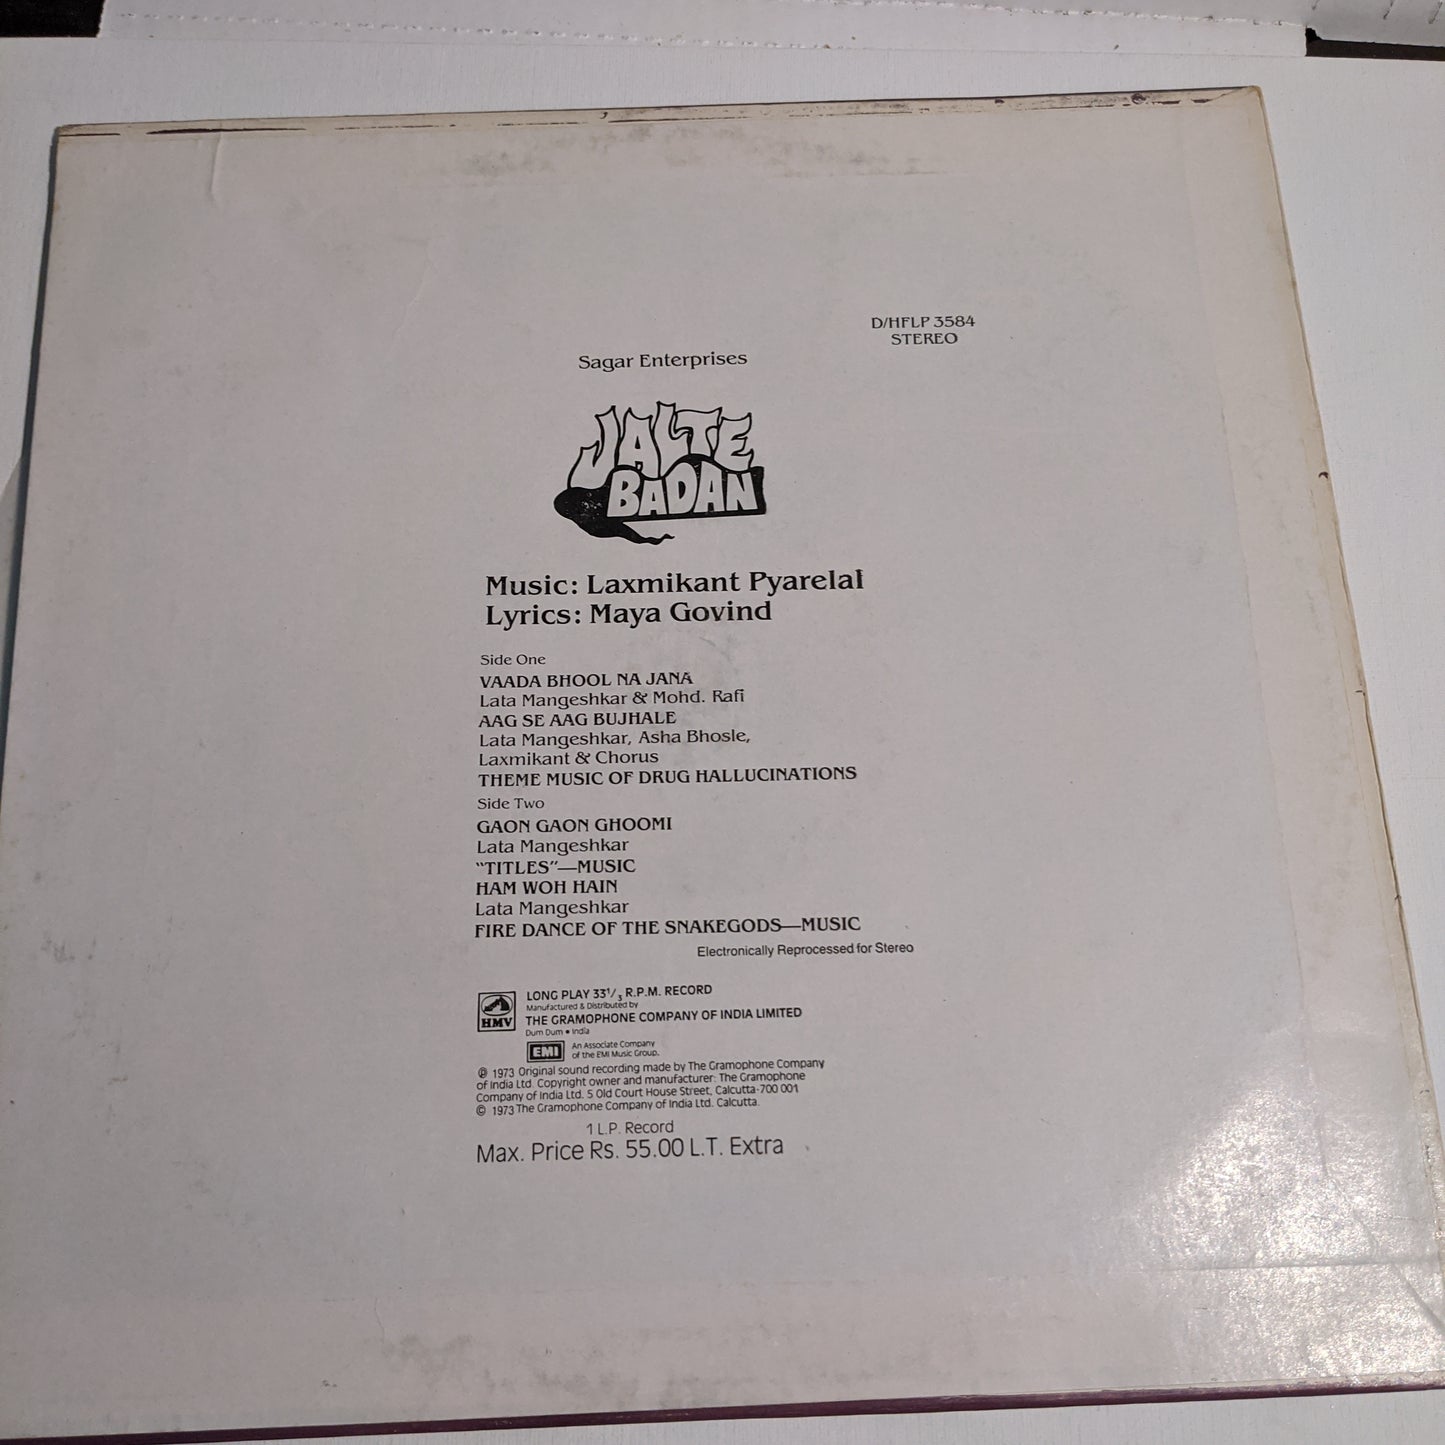 D/HFLP 3584
STEREO
Sagar Enterprises
JALTE
BADAN
Music: Laxmikant Pyarelal
Lyrics: Maya Govind
Side One
VAADA BHOOL NA JANA
Lata Mangeshkar & Mohd. Rafi
AAG SE AAG BUJHALE
Lata Mangeshkar, Asha Bhosle,
Laxmikant & Chorus
THEME MUSIC OF DRUG HALLUCINATIONS
Side Two
GAON GAON GHOOMI
Lata Mangeshkar
“TITLES”—MUSIC
HAM WOH HAIN
Lata Mangeshkar
FIRE DANCE OF THE SNAKEGODS—MUSIC
Electronically Reprocessed for Stereo
LONG PLAY 33 1/3 R.P.M. RECORD
Manufactured & Distributed by
THE GRAMOPHONE COMPANY OF INDIA LIMITED
Dum Dum • India
HMV
EMI
An Associate Company
of the EMI Music Group.
℗ 1973 Original sound recording made by The Gramophone Company
of India Ltd. Copyright owner and manufacturer: The Gramophone
Company of India Ltd. 5 Old Court House Street, Calcutta-700 001
© 1973 The Gramophone Company of India Ltd. Calcutta.
1 L.P. Record
Max. Price Rs. 55.00 L.T. Extra